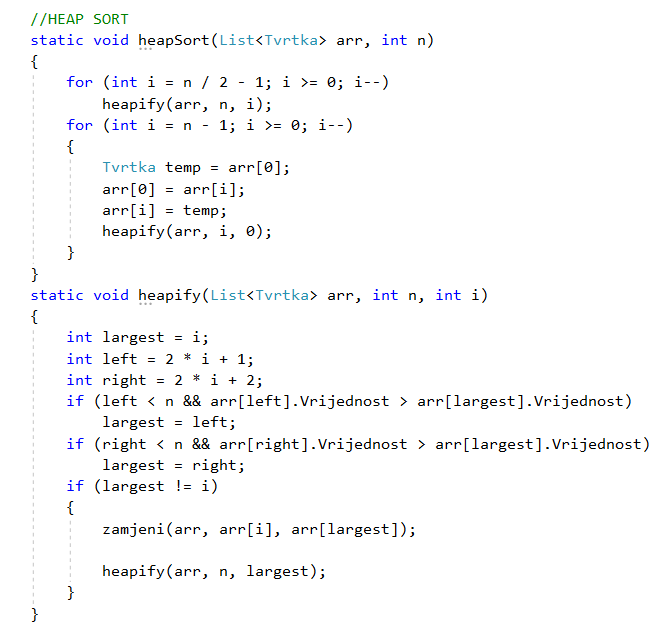 //HEAP SORT
static void heapSort(List<Tvrtka> arr, int n)
{
    for (int i = n / 2 - 1; i >= 0; i--)
        heapify(arr, n, i);
    for (int i = n - 1; i >= 0; i--)
    {
        Tvrtka temp = arr[0];
        arr[0] = arr[i];
        arr[i] = temp;
        heapify(arr, i, 0);
    }
}
static void heapify(List<Tvrtka> arr, int n, int i)
{
    int largest = i;
    int left = 2 * i + 1;
    int right = 2 * i + 2;
    if (left < n && arr[left].Vrijednost > arr[largest].Vrijednost)
        largest = left;
    if (right < n && arr[right].Vrijednost > arr[largest].Vrijednost)
        largest = right;
    if (largest != i)
    {
        zamjeni(arr, arr[i], arr[largest]);

        heapify(arr, n, largest);
    }
}